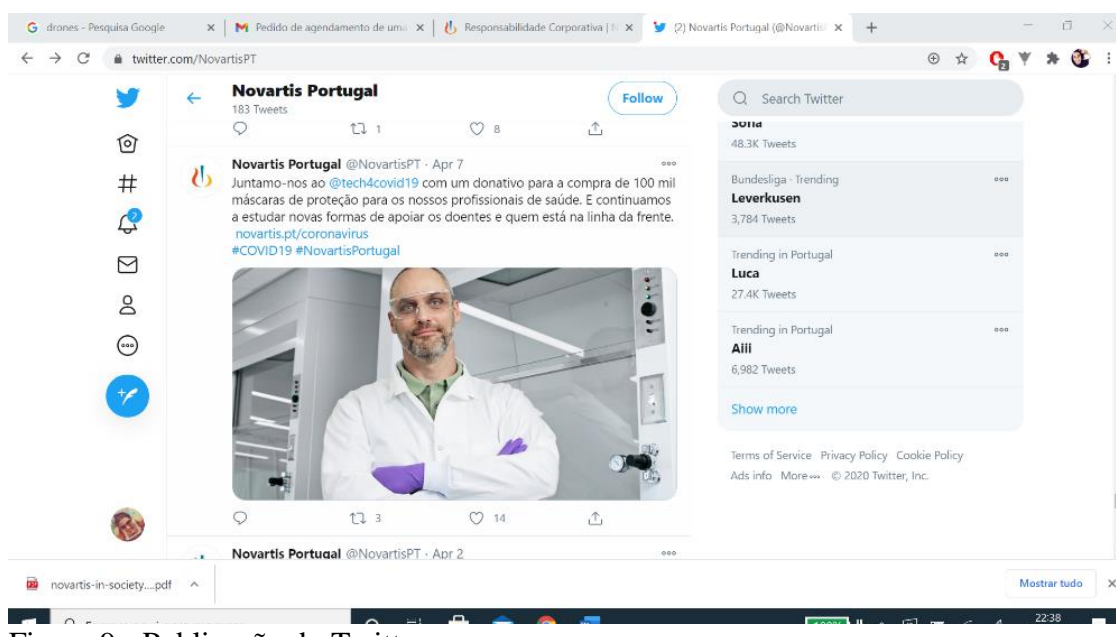 drones - Pesquisa Google
Pedido de agendamento de uma
Responsabilidade Corporativa |
(2) Novartis Portugal (@Novartis
twitter.com/NovartisPT
Novartis Portugal
183 Tweets
Follow
Search Twitter
1
8
Sofia
48.3K Tweets
Novartis Portugal @NovartisPT · Apr 7
Juntamo-nos ao @tech4covid19 com um donativo para a compra de 100 mil
máscaras de proteção para os nossos profissionais de saúde. E continuamos
a estudar novas formas de apoiar os doentes e quem está na linha da frente.
novartis.pt/coronavirus
#COVID19 #NovartisPortugal
2
Bundesliga · Trending
Leverkusen
3,784 Tweets
Trending in Portugal
Luca
27.4K Tweets
Trending in Portugal
Aiii
6,982 Tweets
Show more
Terms of Service Privacy Policy Cookie Policy
Ads info More © 2020 Twitter, Inc.
3
14
Novartis Portugal @NovartisPT · Apr 2
novartis-in-society....pdf
Mostrar tudo
100%
22:38